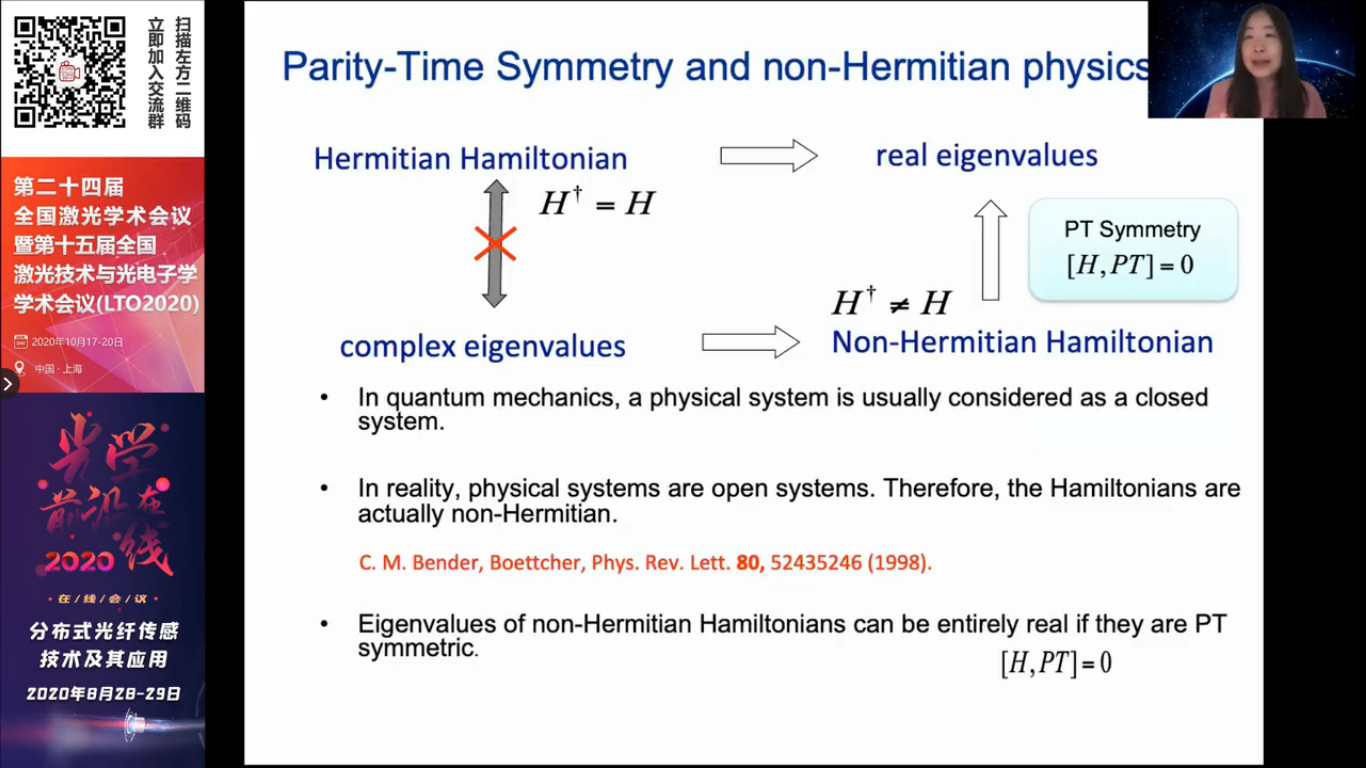 扫描左方二维码
立即加入交流群
第二十四届
全国激光学术会议
暨第十五届全国
激光技术与光电子学
学术会议(LTO2020)
2020年10月17-20日
中国·上海
光学
前沿在
2020 线
·在/线/会/议·
分布式光纤传感
技术及其应用
2020年8月28-29日
Parity-Time Symmetry and non-Hermitian physics
Hermitian Hamiltonian
real eigenvalues
H† = H
PT Symmetry
[H, PT] = 0
H† ≠ H
complex eigenvalues
Non-Hermitian Hamiltonian
• In quantum mechanics, a physical system is usually considered as a closed
system.
• In reality, physical systems are open systems. Therefore, the Hamiltonians are
actually non-Hermitian.
C. M. Bender, Boettcher, Phys. Rev. Lett. 80, 52435246 (1998).
• Eigenvalues of non-Hermitian Hamiltonians can be entirely real if they are PT
symmetric.
[H, PT] = 0